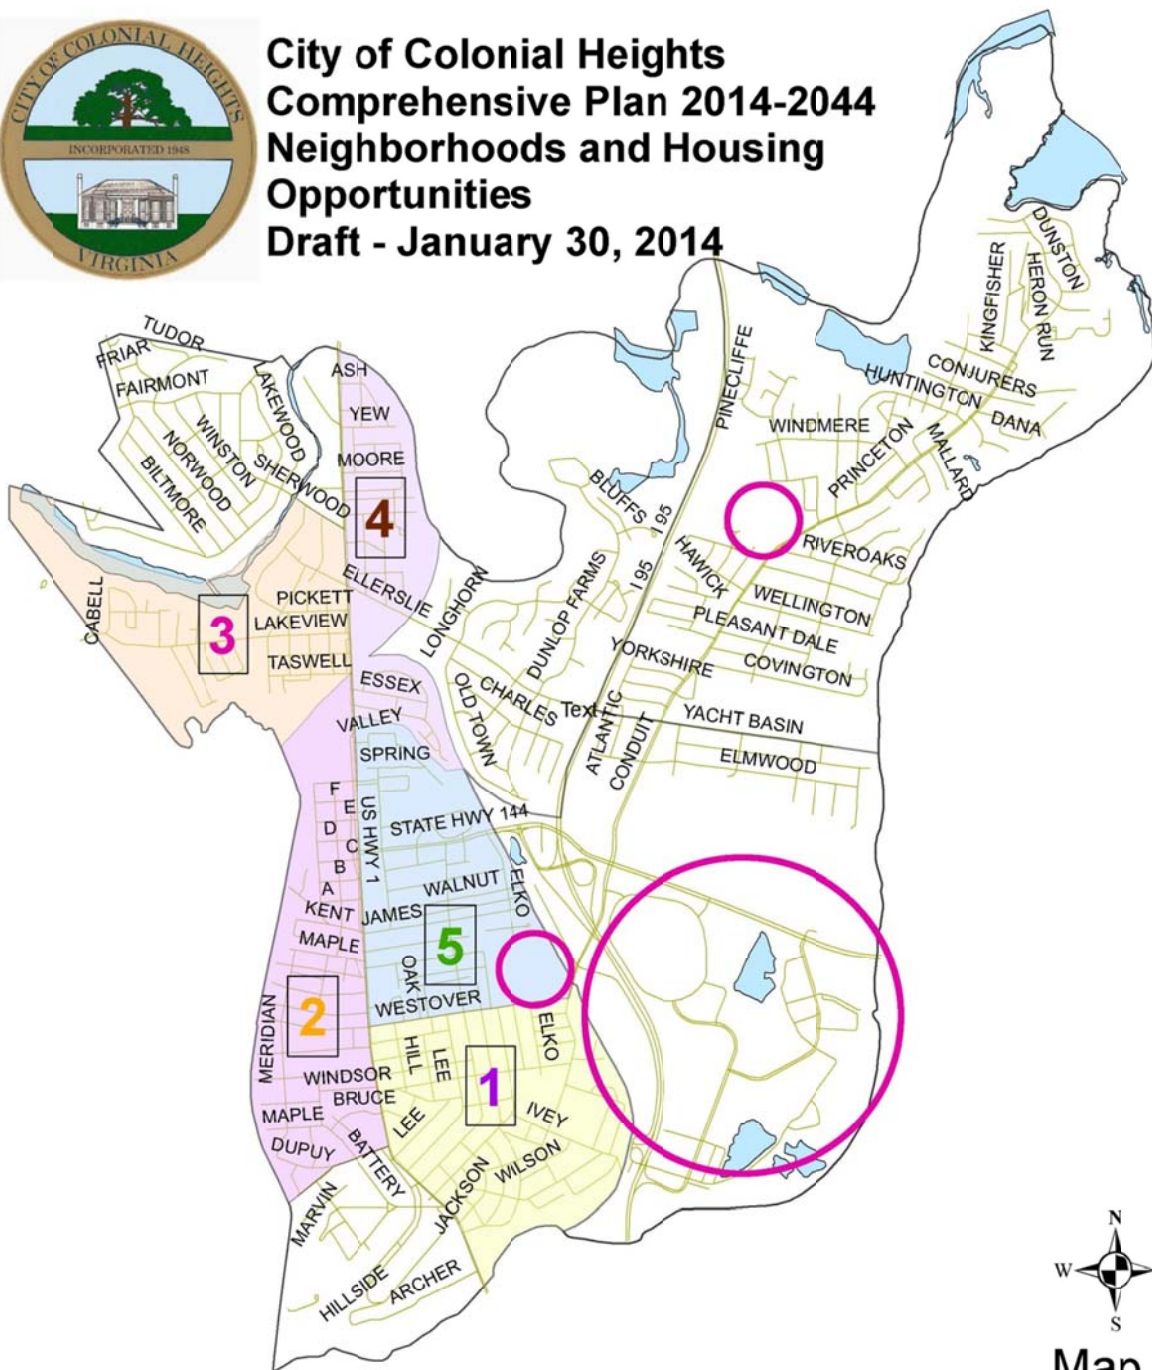 CITY OF COLONIAL HEIGHTS
INCORPORATED 1948
VIRGINIA
City of Colonial Heights
Comprehensive Plan 2014-2044
Neighborhoods and Housing
Opportunities
Draft - January 30, 2014
DUNSTON
KINGFISHER
HERON RUN
TUDOR
FRIAR
FAIRMONT
LAKEWOOD
ASH
PINECLIFFE
CONJURERS
HUNTINGTON
DANA
YEW
WINSTON
NORWOOD
BILTMORE
SHERWOOD
MOORE
WINDMERE
PRINCETON
MALLARD
4
BLUFFS
I 95
HAWICK
RIVEROAKS
I 95
ELLERSLIE
LONGHORN
DUNLOP FARMS
CABELL
3
PICKETT
LAKEVIEW
TASWELL
WELLINGTON
PLEASANT DALE
YORKSHIRE
COVINGTON
ESSEX
OLD TOWN
CHARLES
Text
ATLANTIC
CONDUIT
YACHT BASIN
VALLEY
SPRING
ELMWOOD
F
E
D
C
B
A
US HWY 1
STATE HWY 144
WALNUT
ELKO
KENT
JAMES
MAPLE
5
OAK
WESTOVER
2
MERIDIAN
HILL
LEE
1
ELKO
WINDSOR
BRUCE
MAPLE
LEE
IVEY
DUPUY
BATTERY
WILSON
JACKSON
MARVIN
HILLSIDE
ARCHER
N
W
S
Map